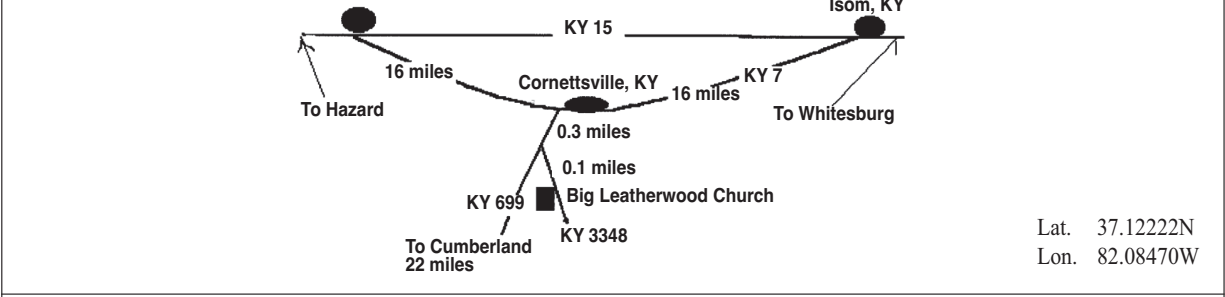 Isom, KY
KY 15
16 miles
Cornettsville, KY
KY 7
16 miles
To Hazard
To Whitesburg
0.3 miles
0.1 miles
KY 699
Big Leatherwood Church
KY 3348
To Cumberland
22 miles
Lat. 37.12222N
Lon. 82.08470W